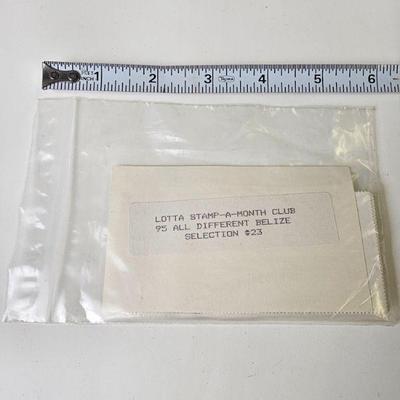 1 2 3 4 5 6
LOTTA STAMP-A-MONTH CLUB
95 ALL DIFFERENT BELIZE
SELECTION #23